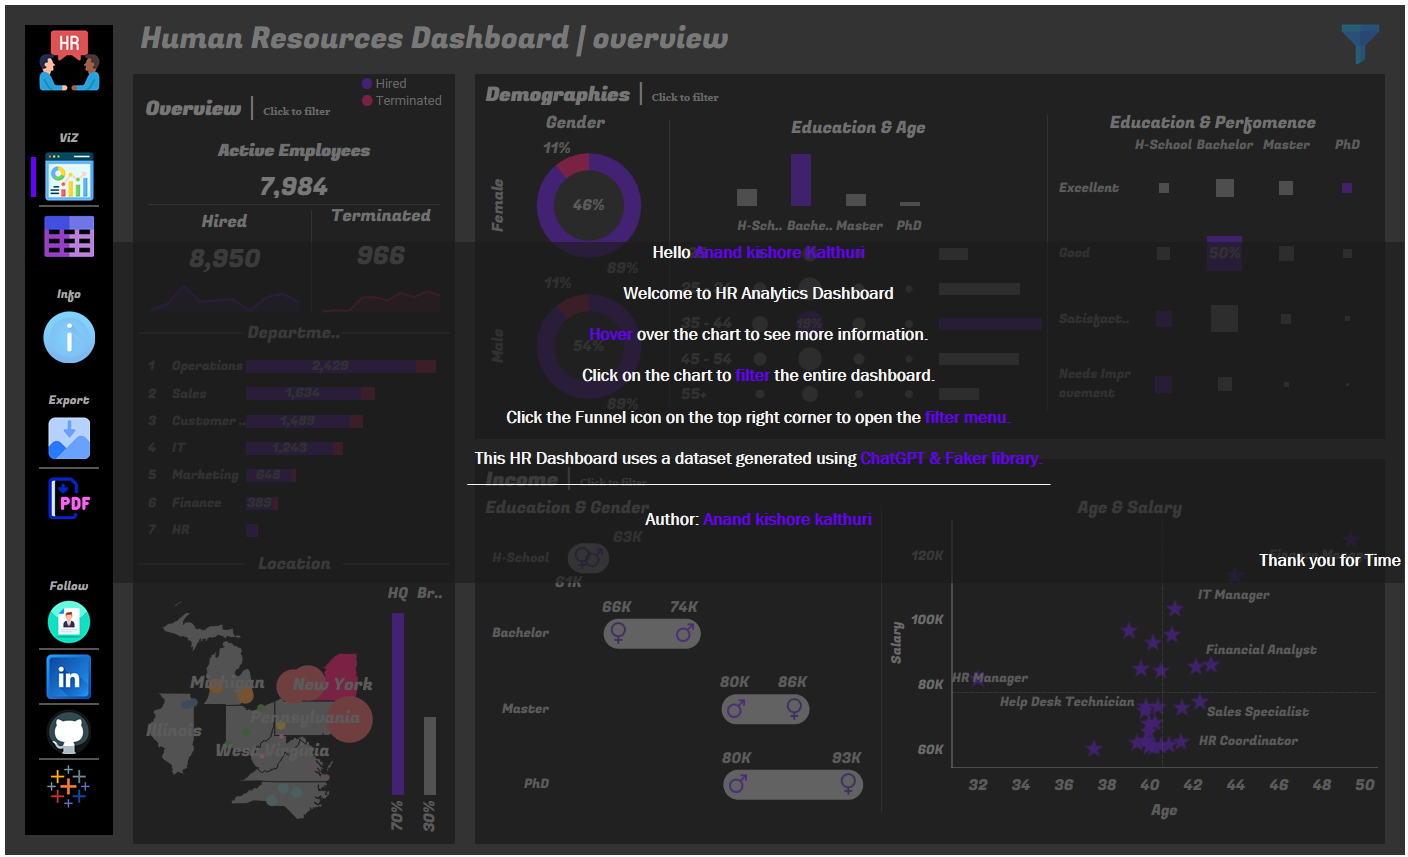 Human Resources Dashboard | overview
HR
ViZ
Info
Export
PDF
Follow
in
Hired
Terminated
Overview | Click to filter
Active Employees
7,984
Hired
8,950
Terminated
966
Departme..
1 Operations 2,429
2 Sales 1,634
3 Customer .. 1,489
4 IT 1,243
5 Marketing 646
6 Finance 389
7 HR
Location
HQ Br..
Michigan
New York
Pennsylvania
Illinois
West Virginia
70% 30%
Demographies | Click to filter
Gender
Female
11%
46%
89%
Male
11%
54%
89%
Education & Age
H-Sch.. Bache.. Master PhD
35 - 44 19%
45 - 54
55+
Education & Perfomence
H-School Bachelor Master PhD
Excellent
Good 50%
Satisfact..
Needs Impr
ovement
Hello Anand kishore Kalthuri
Welcome to HR Analytics Dashboard
Hover over the chart to see more information.
Click on the chart to filter the entire dashboard.
Click the Funnel icon on the top right corner to open the filter menu.
This HR Dashboard uses a dataset generated using ChatGPT & Faker library.
Author: Anand kishore kalthuri
Thank you for Time
Income | Click to filter
Education & Gender
H-School 63K
61K
66K 74K
Bachelor
80K 86K
Master
80K 93K
PhD
Age & Salary
Salary
120K
100K
80K
60K
IT Manager
Financial Analyst
HR Manager
Help Desk Technician
Sales Specialist
HR Coordinator
32 34 36 38 40 42 44 46 48 50
Age